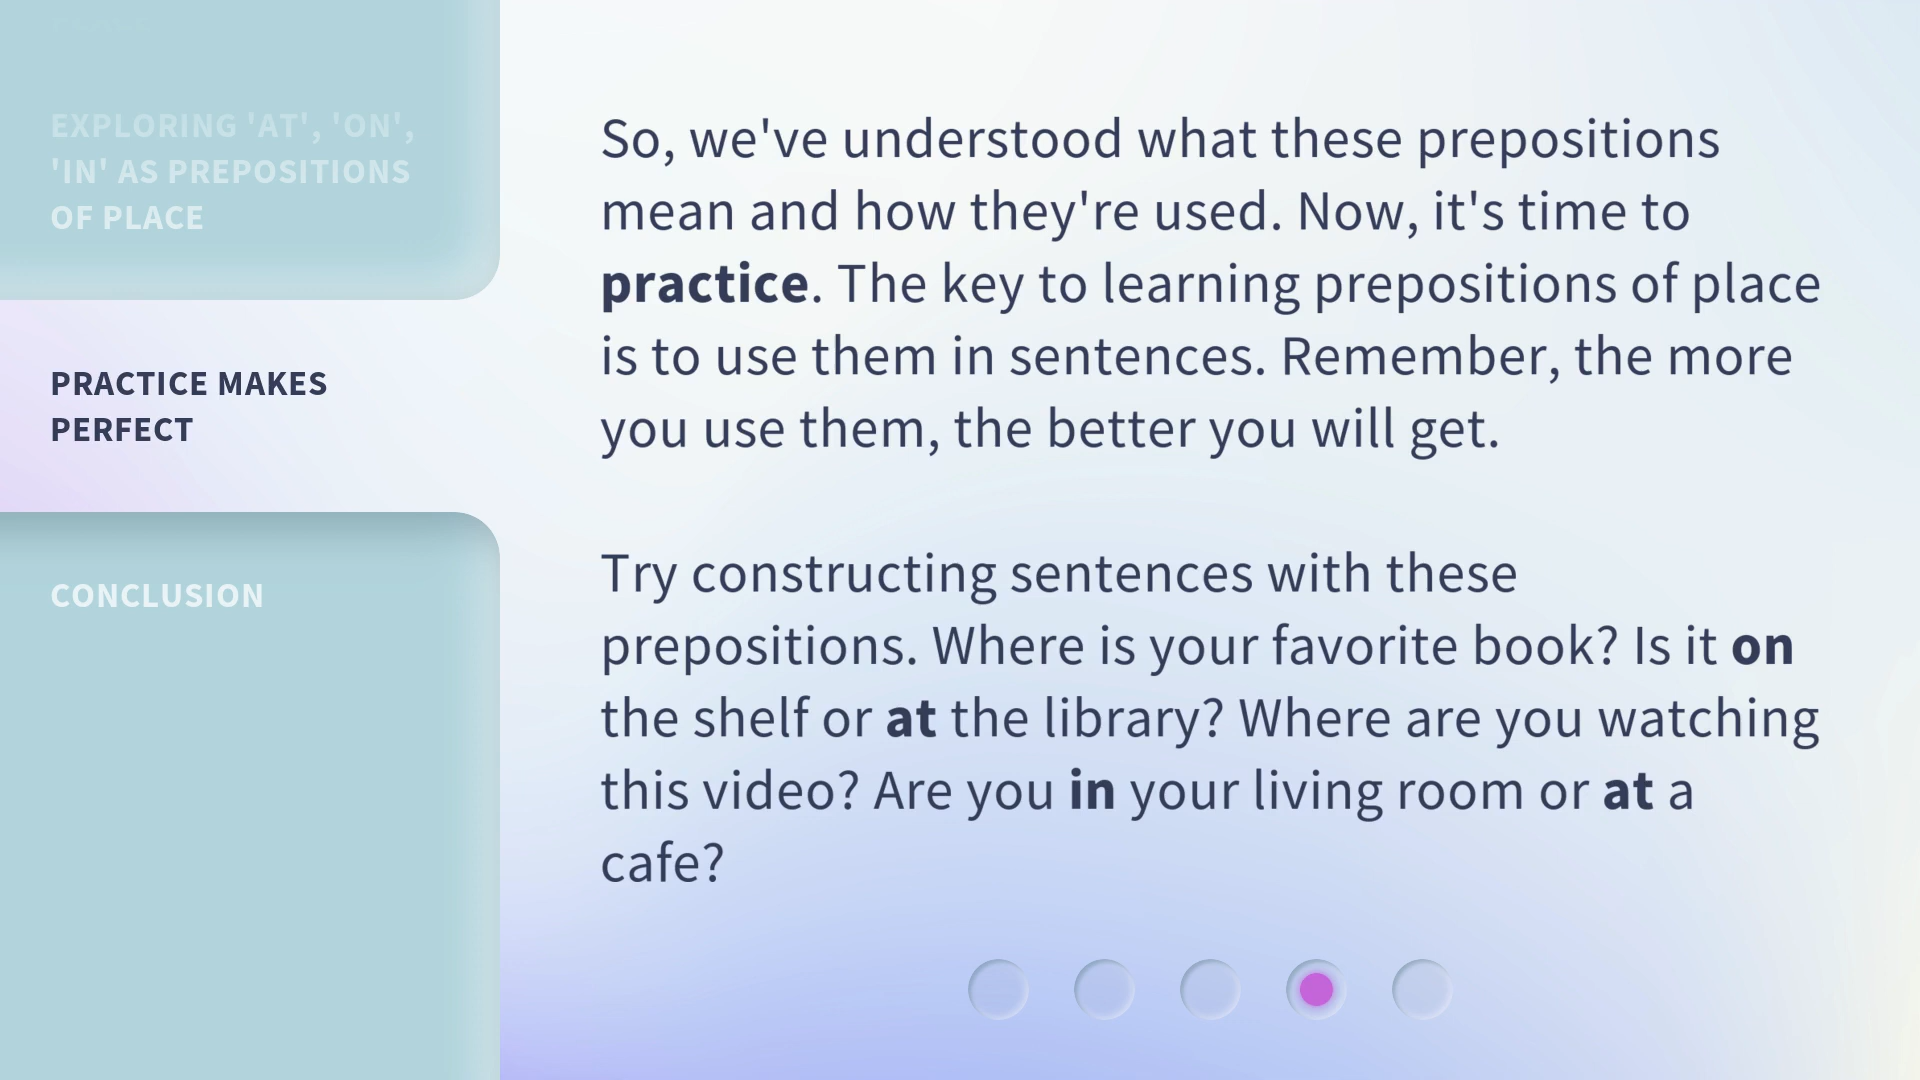 EXPLORING 'AT', 'ON',
'IN' AS PREPOSITIONS
OF PLACE
PRACTICE MAKES
PERFECT
CONCLUSION
So, we've understood what these prepositions
mean and how they're used. Now, it's time to
practice. The key to learning prepositions of place
is to use them in sentences. Remember, the more
you use them, the better you will get.
Try constructing sentences with these
prepositions. Where is your favorite book? Is it on
the shelf or at the library? Where are you watching
this video? Are you in your living room or at a
cafe?